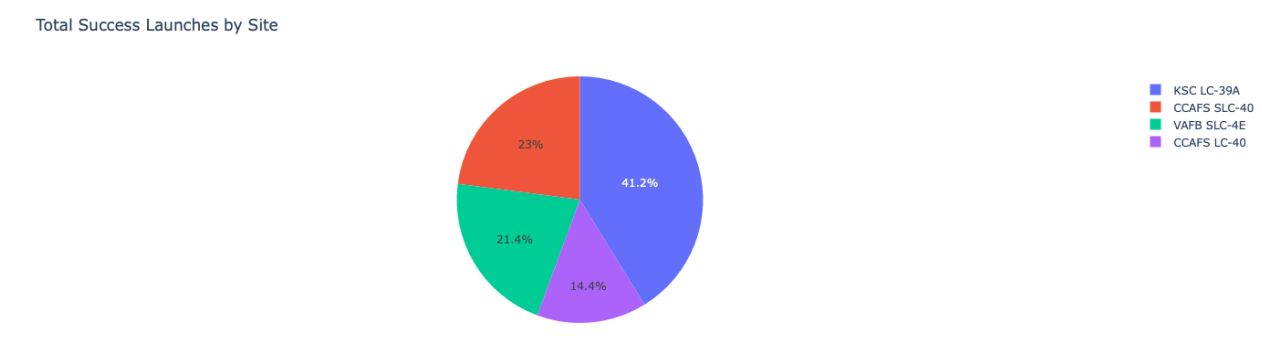 Total Success Launches by Site
KSC LC-39A
CCAFS SLC-40
VAFB SLC-4E
CCAFS LC-40
23%
41.2%
21.4%
14.4%